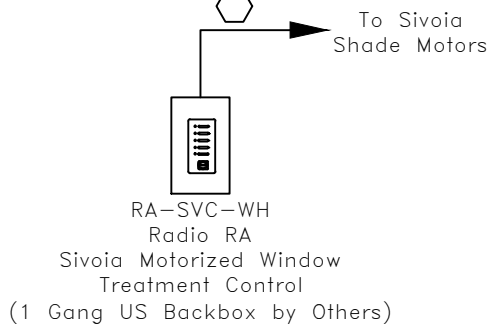 To Sivoia
Shade Motors
RA-SVC-WH
Radio RA
Sivoia Motorized Window
Treatment Control
(1 Gang US Backbox by Others)